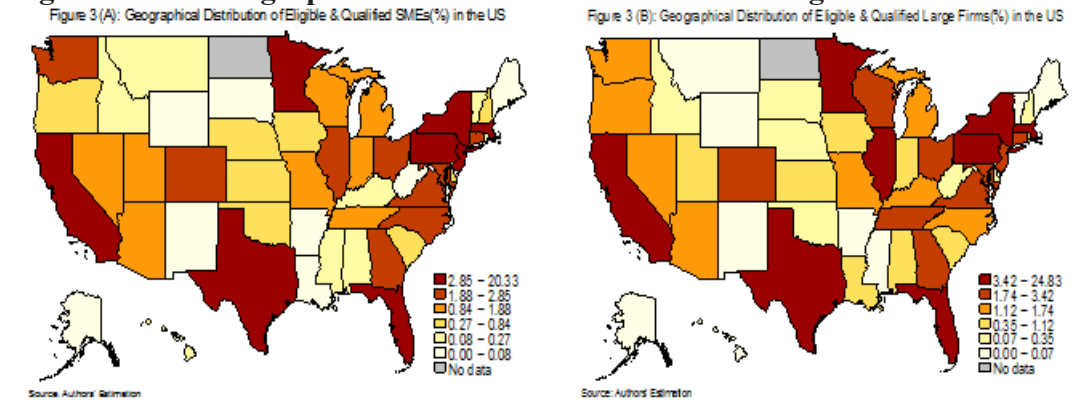 Figure 3 (A): Geographical Distribution of Eligible & Qualified SMEs(%) in the US
2.85 - 20.33
1.88 - 2.85
0.84 - 1.88
0.27 - 0.84
0.08 - 0.27
0.00 - 0.08
No data
Source: Authors' Estimation
Figure 3 (B): Geographical Distribution of Eligible & Qualified Large Firms(%) in the US
3.42 - 24.83
1.74 - 3.42
1.12 - 1.74
0.35 - 1.12
0.07 - 0.35
0.00 - 0.07
No data
Source: Authors' Estimation